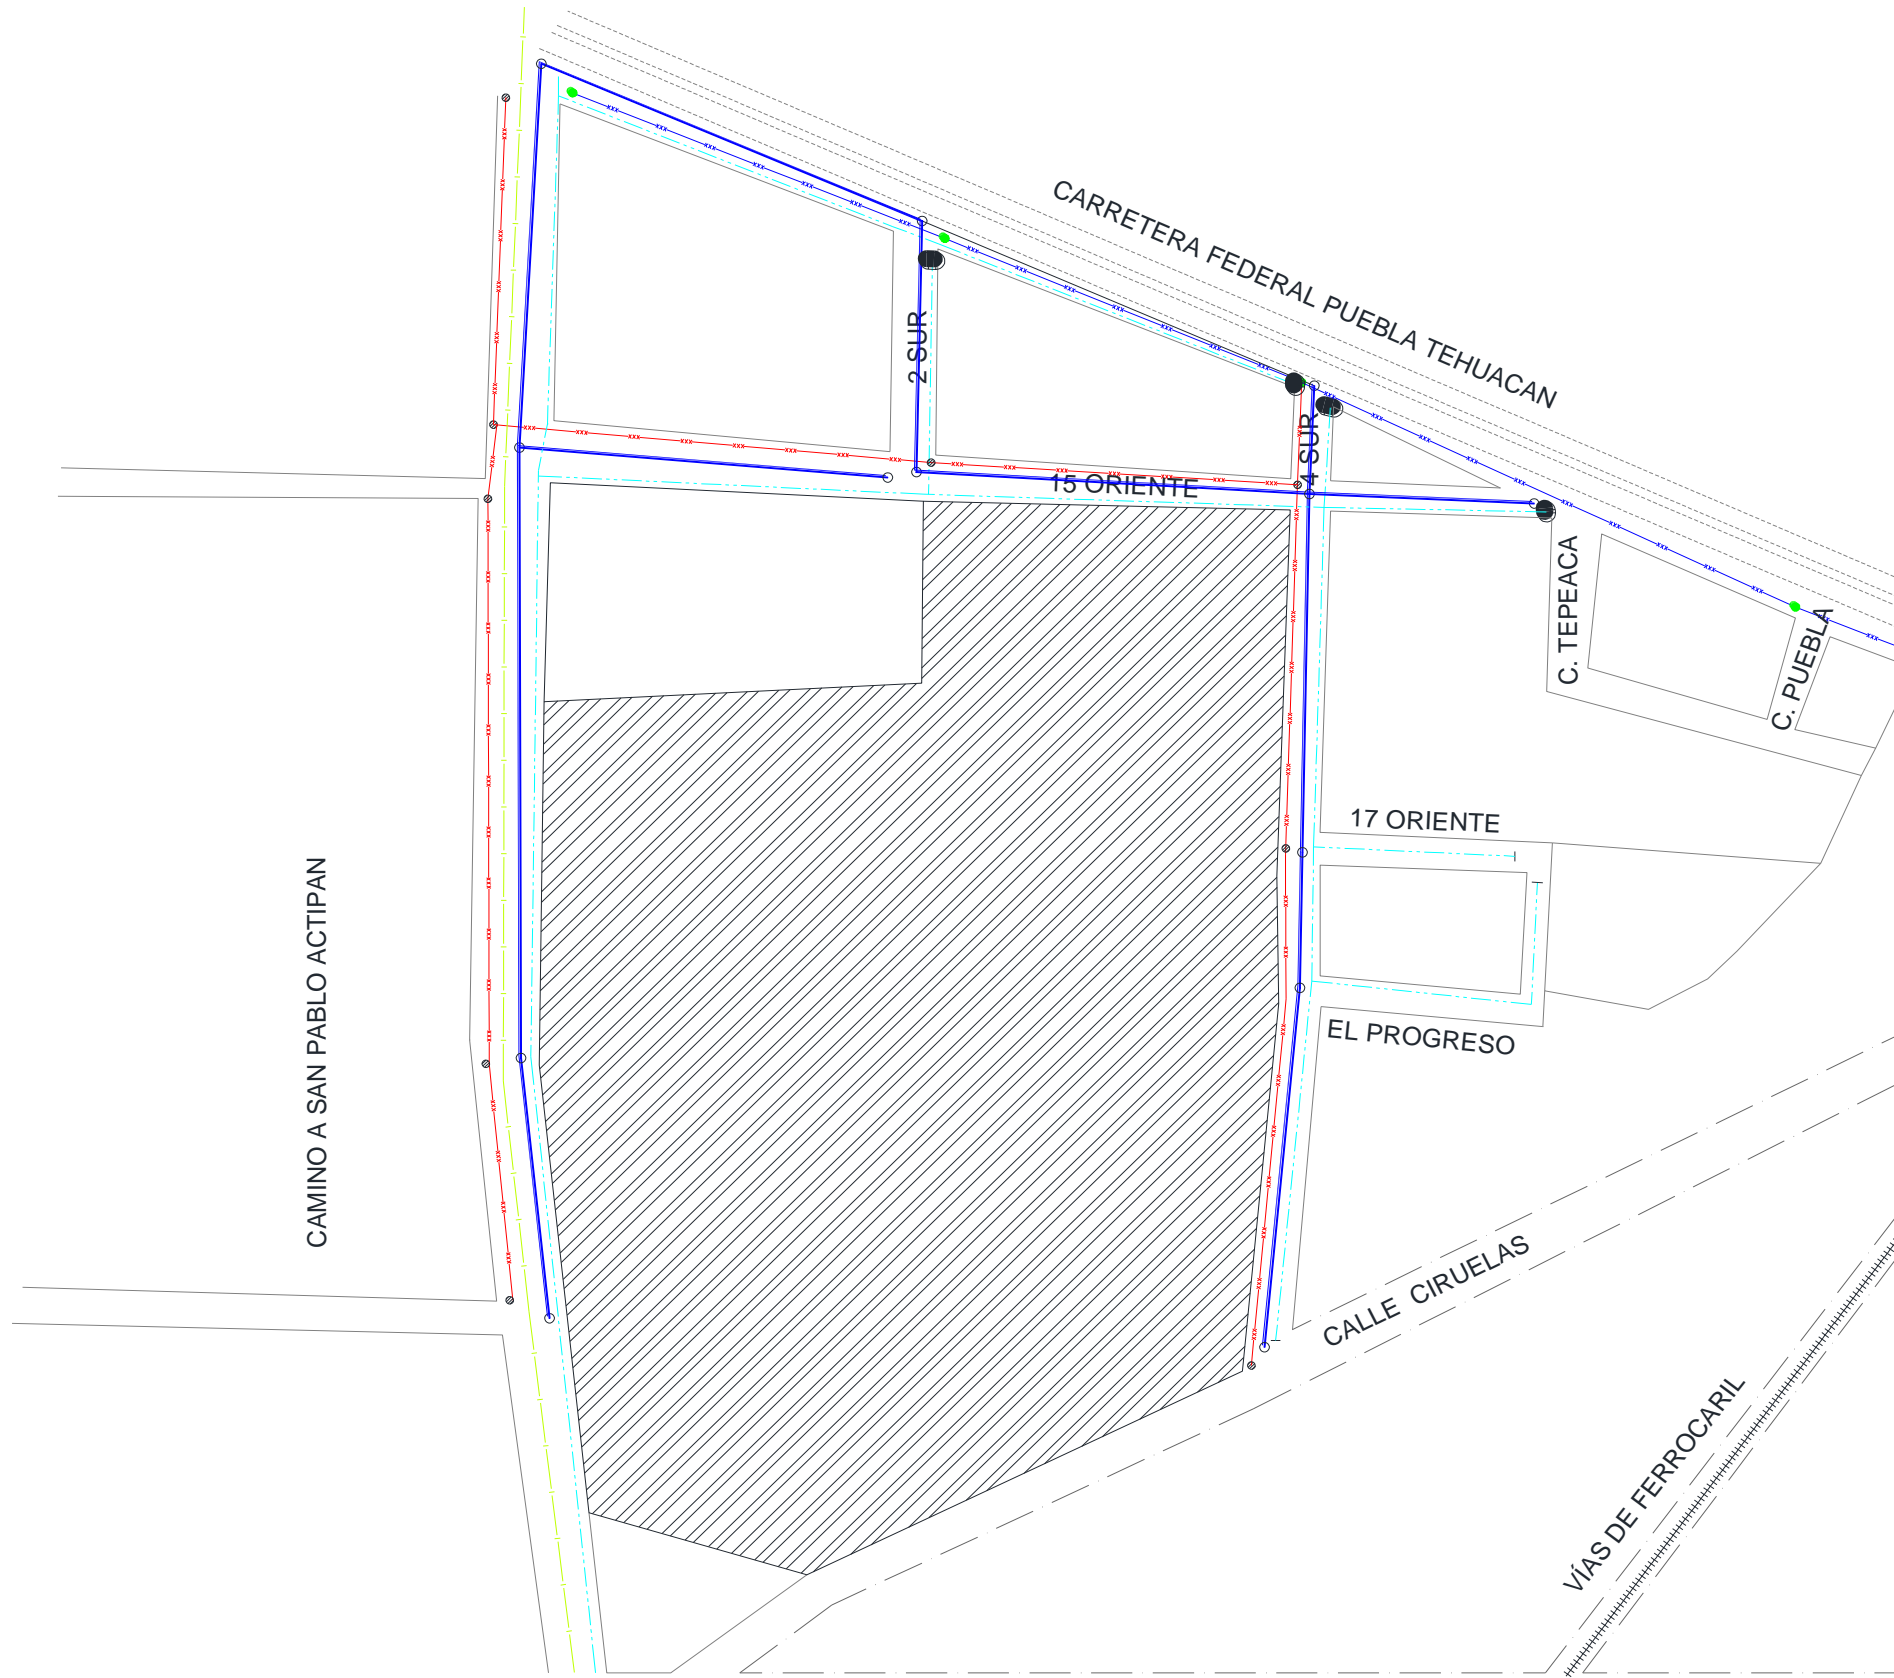 CARRETERA FEDERAL PUEBLA TEHUACAN
2 SUR
4 SUR
15 ORIENTE
C. TEPEACA
C. PUEBLA
17 ORIENTE
CAMINO A SAN PABLO ACTIPAN
EL PROGRESO
CALLE CIRUELAS
VÍAS DE FERROCARIL